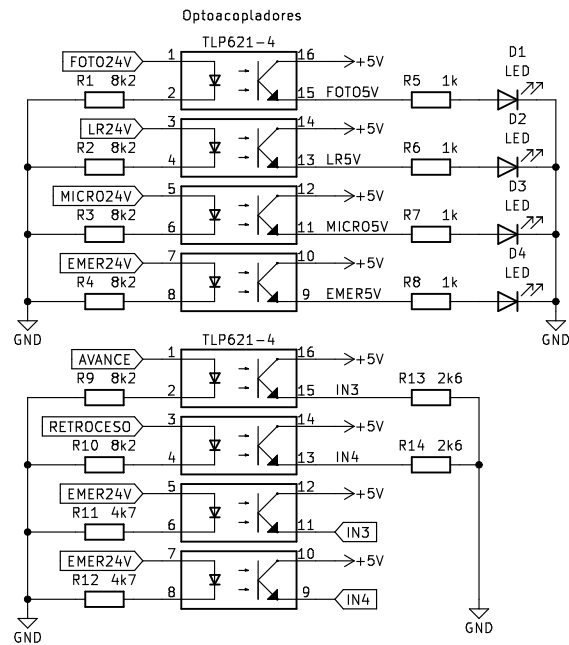 Optoacopladores
TLP621-4
FOTO24V 1 16 +5V
R1 8k2 2 15 FOTO5V R5 1k D1 LED
LR24V 3 14 +5V
R2 8k2 4 13 LR5V R6 1k D2 LED
MICRO24V 5 12 +5V
R3 8k2 6 11 MICRO5V R7 1k D3 LED
EMER24V 7 10 +5V
R4 8k2 8 9 EMER5V R8 1k D4 LED
GND GND
TLP621-4
AVANCE 1 16 +5V
R9 8k2 2 15 IN3 R13 2k6
RETROCESO 3 14 +5V
R10 8k2 4 13 IN4 R14 2k6
EMER24V 5 12 +5V
R11 4k7 6 11 IN3
EMER24V 7 10 +5V
R12 4k7 8 9 IN4
GND GND